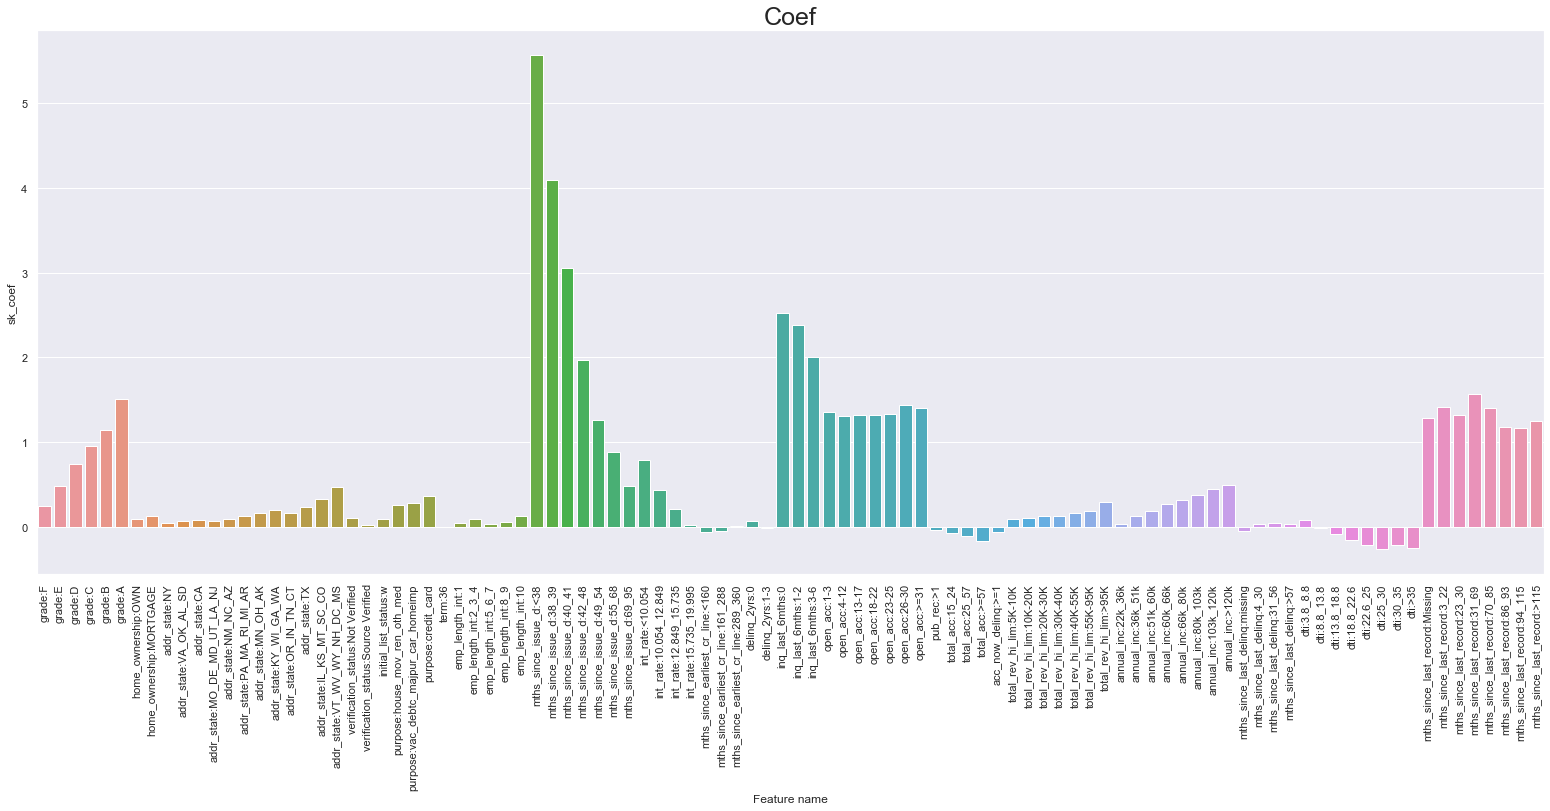 Coef
5
4
3
2
1
0
sk_coef
grade:F
grade:E
grade:D
grade:C
grade:B
grade:A
home_ownership:OWN
home_ownership:MORTGAGE
addr_state:NY
addr_state:VA_OK_AL_SD
addr_state:CA
addr_state:MO_DE_MD_UT_LA_NJ
addr_state:NM_NC_AZ
addr_state:PA_MA_RI_MI_AR
addr_state:MN_OH_AK
addr_state:KY_WI_GA_WA
addr_state:OR_IN_TN_CT
addr_state:TX
addr_state:IL_KS_MT_SC_CO
addr_state:VT_WV_WY_NH_DC_MS
verification_status:Not Verified
verification_status:Source Verified
initial_list_status:w
purpose:house_mov_ren_oth_med
purpose:vac_debtc_majpur_car_homeimp
purpose:credit_card
term:36
emp_length_int:1
emp_length_int:2_3_4
emp_length_int:5_6_7
emp_length_int:8_9
emp_length_int:10
mths_since_issue_d:<38
mths_since_issue_d:38_39
mths_since_issue_d:40_41
mths_since_issue_d:42_48
mths_since_issue_d:49_54
mths_since_issue_d:55_68
mths_since_issue_d:69_95
int_rate:<10.054
int_rate:10.054_12.849
int_rate:12.849_15.735
int_rate:15.735_19.995
mths_since_earliest_cr_line:<160
mths_since_earliest_cr_line:161_288
mths_since_earliest_cr_line:289_360
delinq_2yrs:0
delinq_2yrs:1-3
inq_last_6mths:0
inq_last_6mths:1-2
inq_last_6mths:3-6
open_acc:1-3
open_acc:4-12
open_acc:13-17
open_acc:18-22
open_acc:23-25
open_acc:26-30
open_acc:>=31
pub_rec:>1
total_acc:15_24
total_acc:25_57
total_acc:>=57
acc_now_delinq:>=1
total_rev_hi_lim:5K-10K
total_rev_hi_lim:10K-20K
total_rev_hi_lim:20K-30K
total_rev_hi_lim:30K-40K
total_rev_hi_lim:40K-55K
total_rev_hi_lim:55K-95K
total_rev_hi_lim:>95K
annual_inc:22k_36k
annual_inc:36k_51k
annual_inc:51k_60k
annual_inc:60k_66k
annual_inc:66k_80k
annual_inc:80k_103k
annual_inc:103k_120k
annual_inc:>120k
mths_since_last_delinq:missing
mths_since_last_delinq:4_30
mths_since_last_delinq:31_56
mths_since_last_delinq:>57
dti:3.8_8.8
dti:8.8_13.8
dti:13.8_18.8
dti:18.8_22.6
dti:22.6_25
dti:25_30
dti:30_35
dti:>35
mths_since_last_record:Missing
mths_since_last_record:3_22
mths_since_last_record:23_30
mths_since_last_record:31_69
mths_since_last_record:70_85
mths_since_last_record:86_93
mths_since_last_record:94_115
mths_since_last_record:>115
Feature name